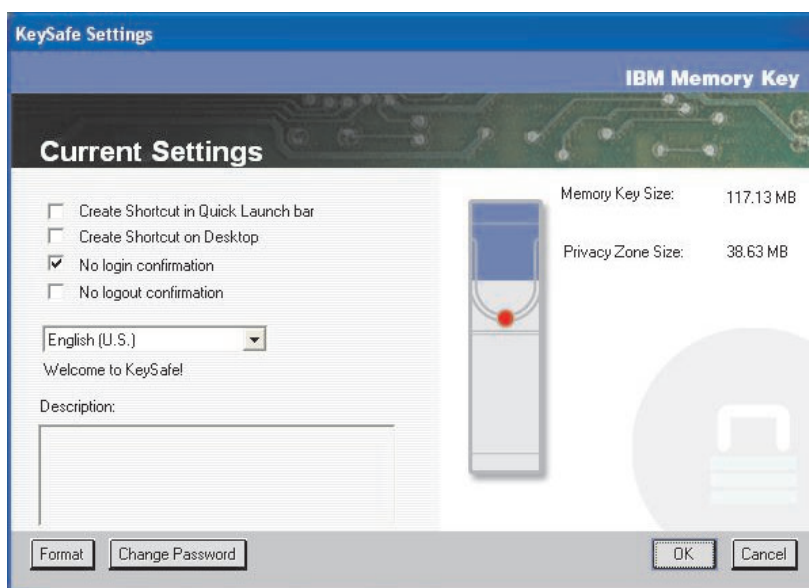 KeySafe Settings
IBM Memory Key
Current Settings
Create Shortcut in Quick Launch bar
Create Shortcut on Desktop
No login confirmation
No logout confirmation
English (U.S.)
Welcome to KeySafe!
Description:
Memory Key Size: 117.13 MB
Privacy Zone Size: 38.63 MB
Format Change Password OK Cancel